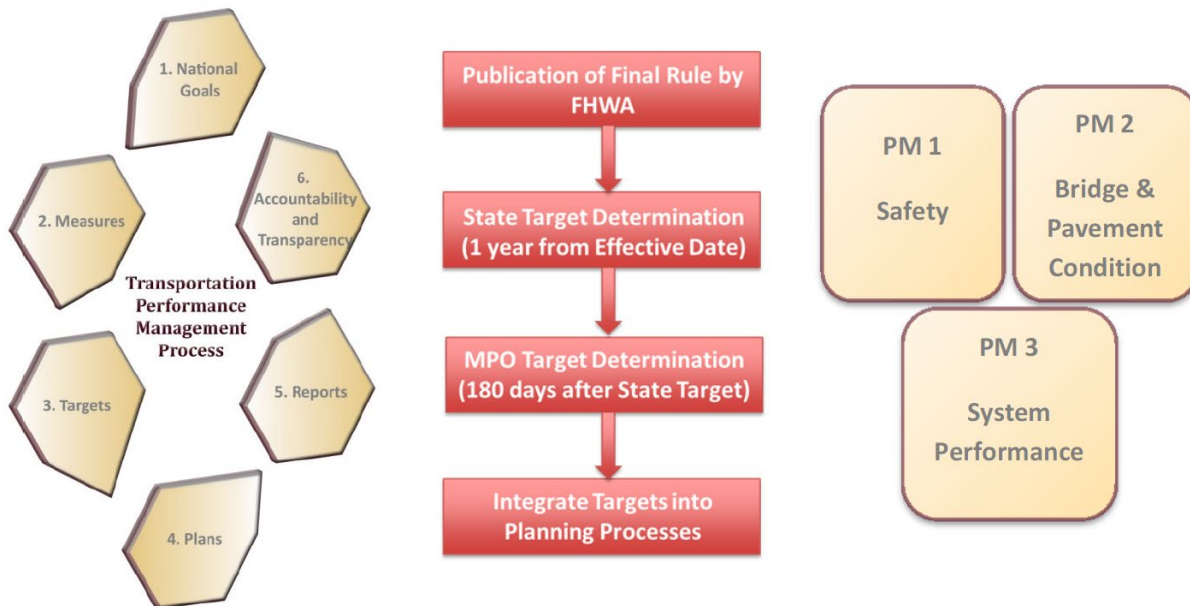 1. National
Goals
2. Measures
3. Targets
4. Plans
5. Reports
6.
Accountability
and
Transparency
Transportation
Performance
Management
Process
Publication of Final Rule by
FHWA
State Target Determination
(1 year from Effective Date)
MPO Target Determination
(180 days after State Target)
Integrate Targets into
Planning Processes
PM 1
Safety
PM 2
Bridge &
Pavement
Condition
PM 3
System
Performance